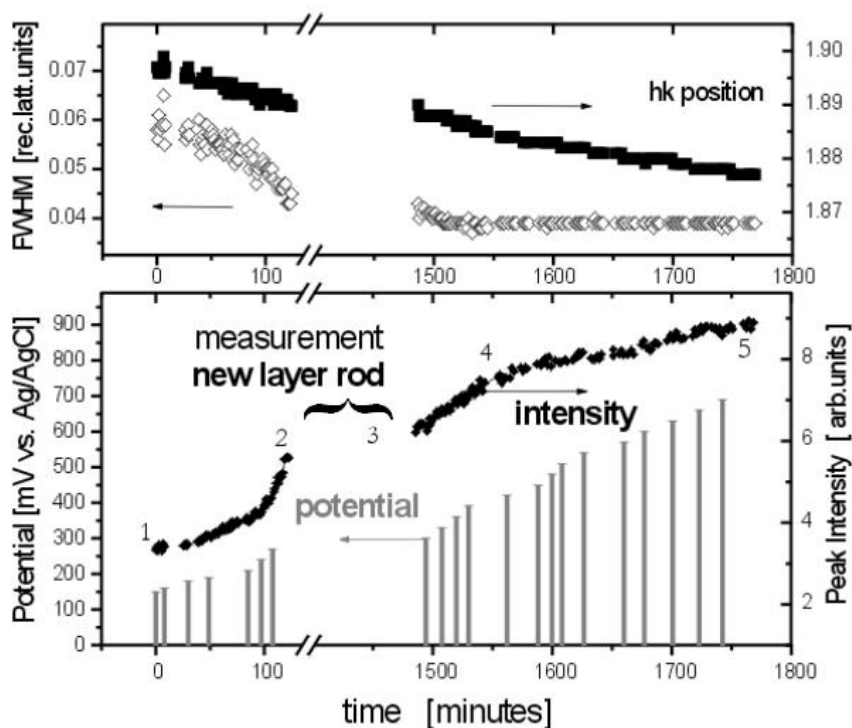 FWHM [rec.latt.units]
0.07
0.06
0.05
0.04
1.90
1.89
1.88
1.87
hk position
0 100 1500 1600 1700 1800
Potential [mV vs. Ag/AgCl]
900
800
700
600
500
400
300
200
100
0
measurement
new layer rod
1
2
3
4
5
intensity
potential
8
6
4
2
Peak Intensity [ arb.units]
0 100 1500 1600 1700 1800
time [minutes]